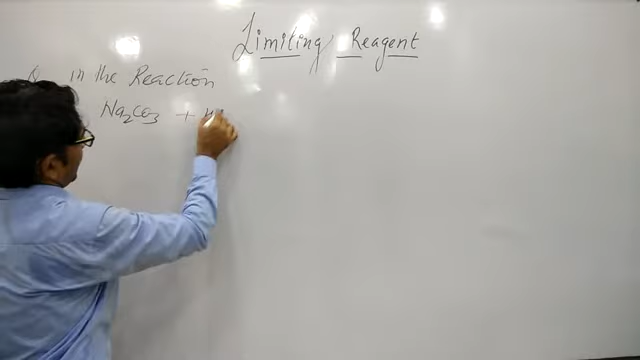 Limiting Reagent
Q in the Reaction
Na2CO3 + H